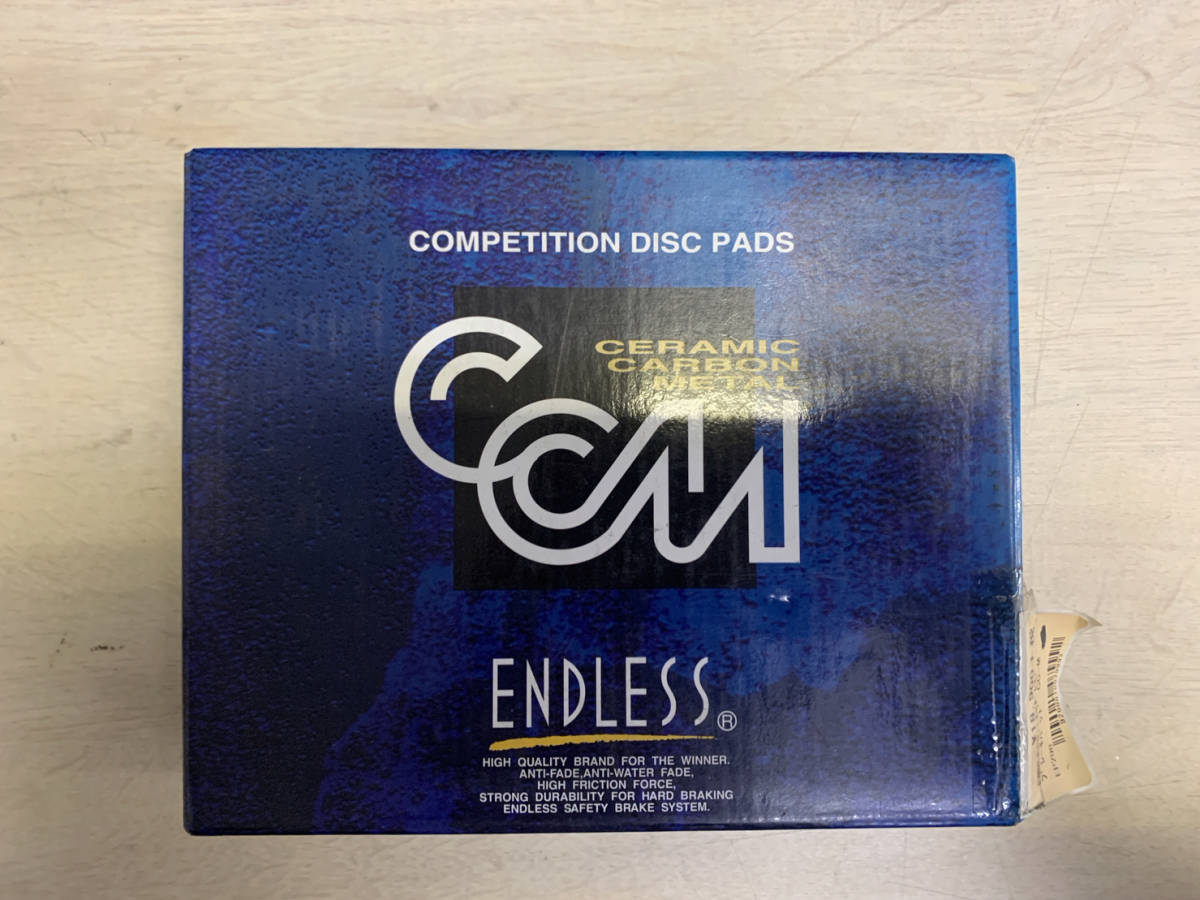 COMPETITION DISC PADS
CERAMIC
CARBON
METAL
CCM
ENDLESS®
HIGH QUALITY BRAND FOR THE WINNER.
ANTI-FADE,ANTI-WATER FADE,
HIGH FRICTION FORCE,
STRONG DURABILITY FOR HARD BRAKING
ENDLESS SAFETY BRAKE SYSTEM.